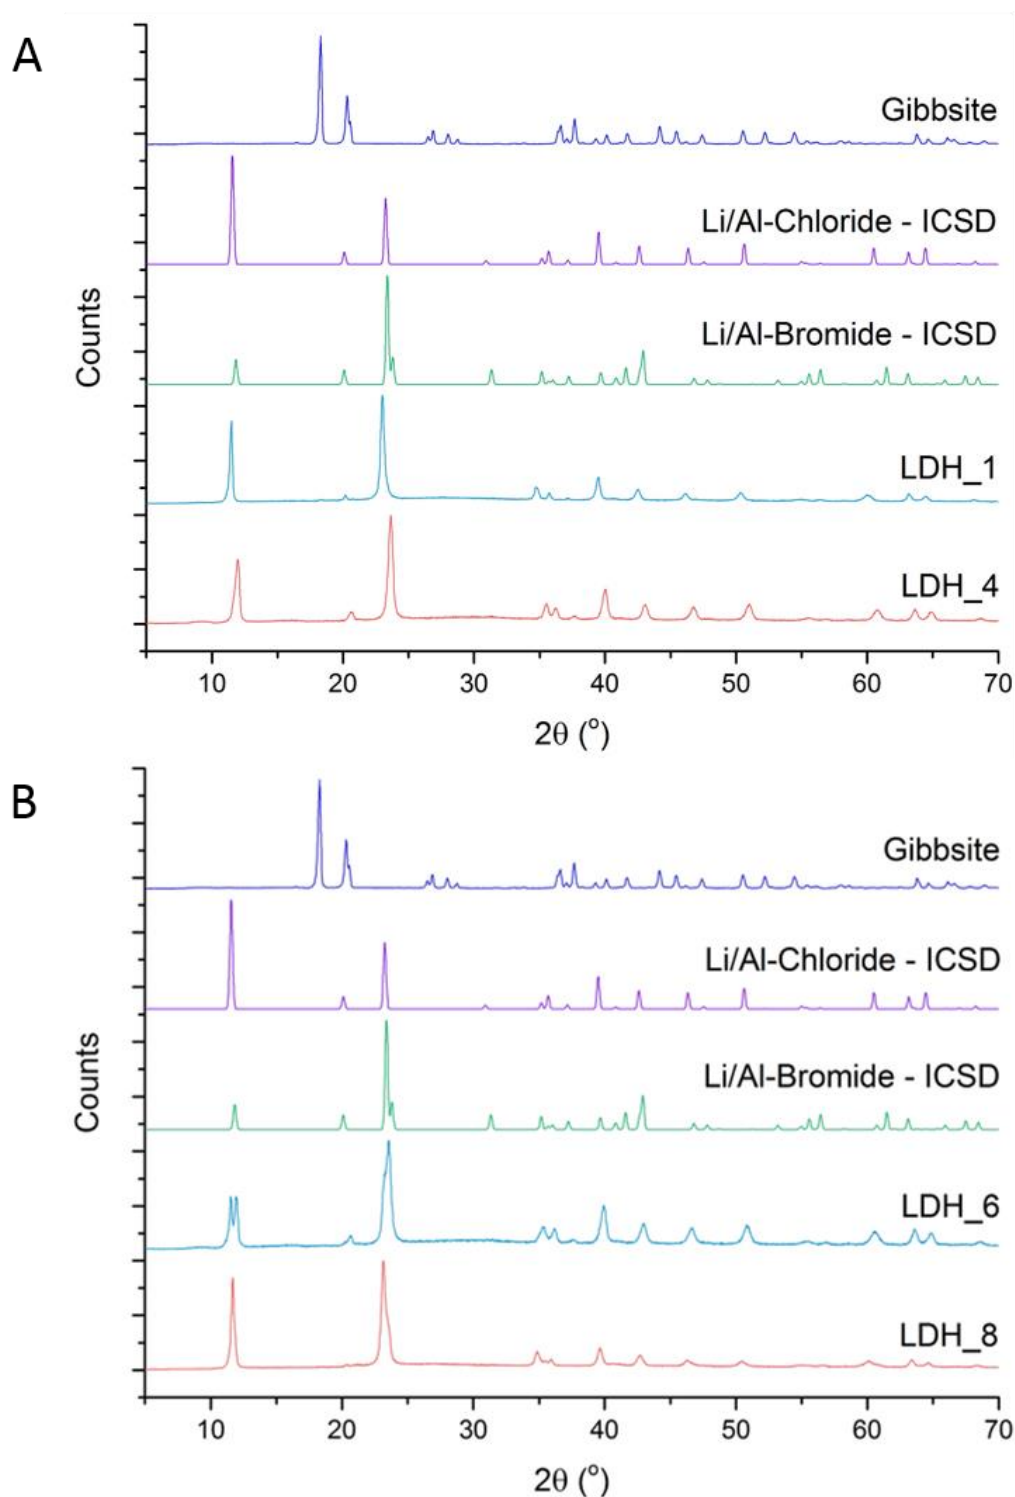 A
Gibbsite
Li/Al-Chloride - ICSD
Li/Al-Bromide - ICSD
LDH_1
LDH_4
Counts
10 20 30 40 50 60 70
2θ (°)
B
Gibbsite
Li/Al-Chloride - ICSD
Li/Al-Bromide - ICSD
LDH_6
LDH_8
Counts
10 20 30 40 50 60 70
2θ (°)